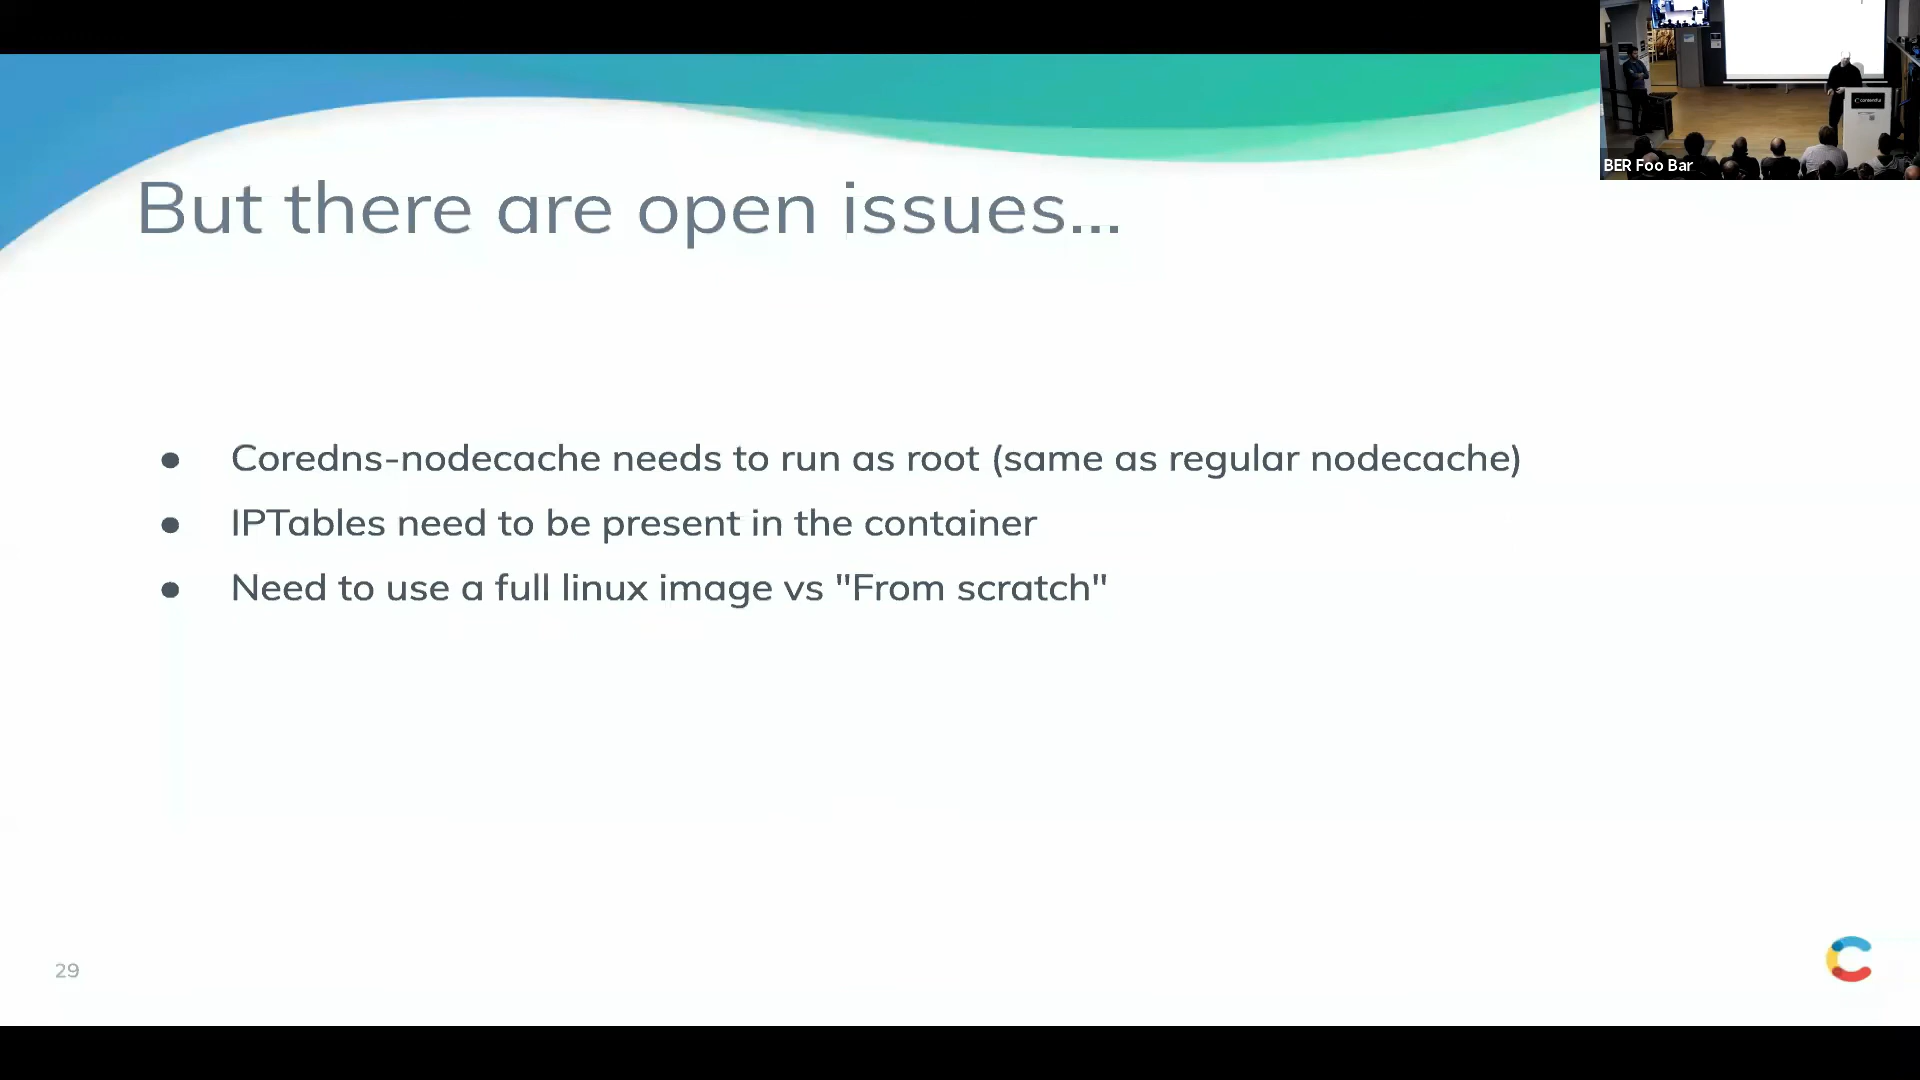 But there are open issues...
● Coredns-nodecache needs to run as root (same as regular nodecache)
● IPTables need to be present in the container
● Need to use a full linux image vs "From scratch"
29
BER Foo Bar
contentful